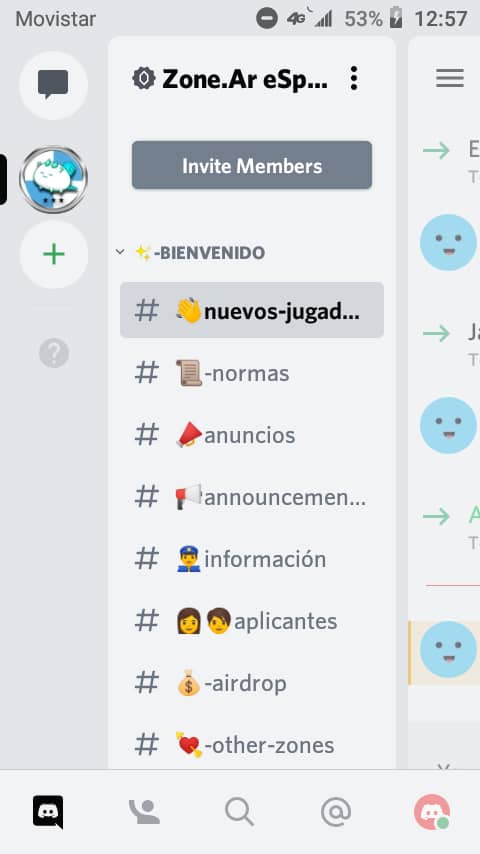 Movistar 4G 53% 12:57
Zone.Ar eSp...
Invite Members
✨-BIENVENIDO
# 👋nuevos-jugad...
# 📜-normas
# 📣anuncios
# 📢announcemen...
# 👮información
# 👩🧑aplicantes
# 💰-airdrop
# 💘-other-zones